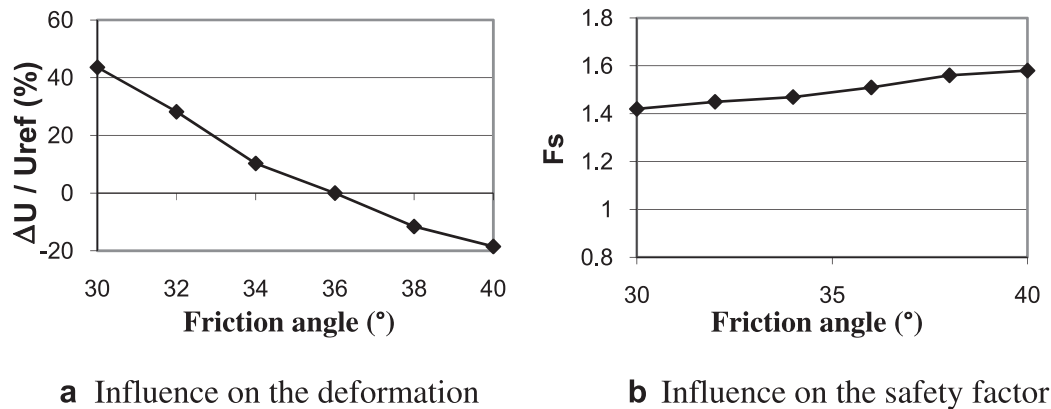 60
40
20
0
-20
ΔU / Uref (%)
30 32 34 36 38 40
Friction angle (°)
a Influence on the deformation
1.8
1.6
1.4
1.2
1
0.8
Fs
30 35 40
Friction angle (°)
b Influence on the safety factor